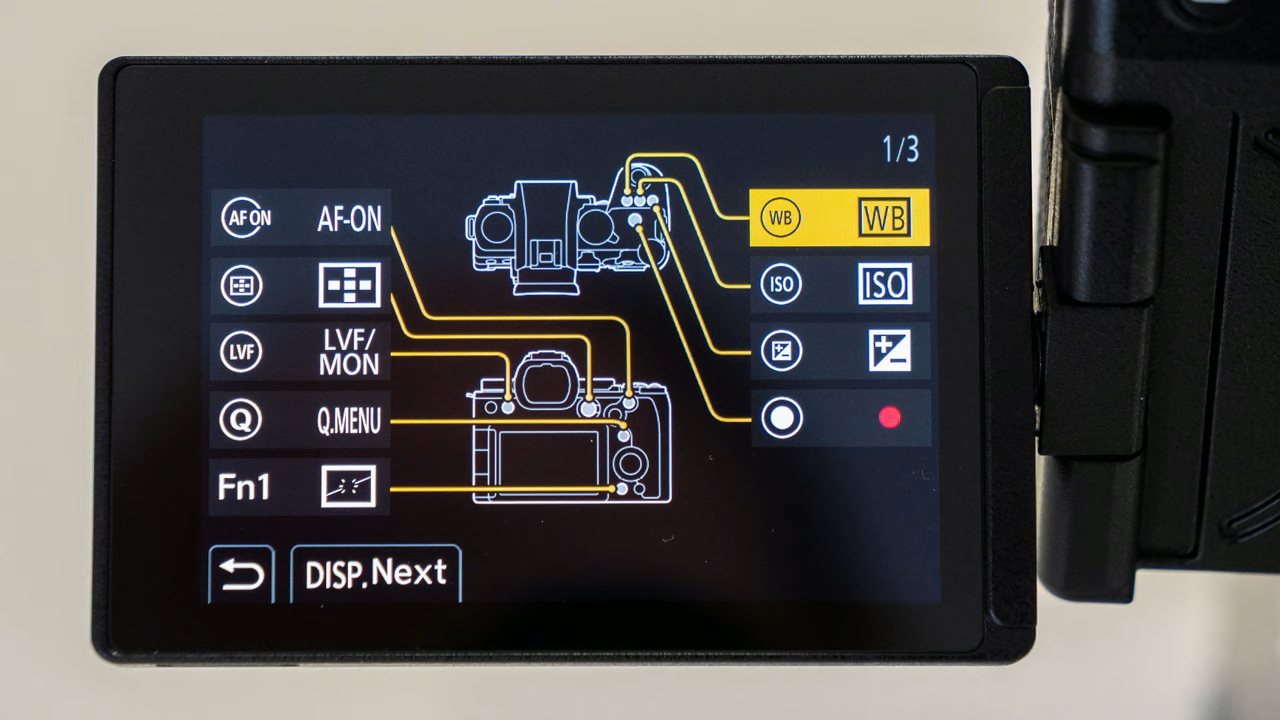 1/3
AF ON AF-ON
LVF LVF/
MON
Q Q.MENU
Fn1
WB WB
ISO ISO
DISP. Next